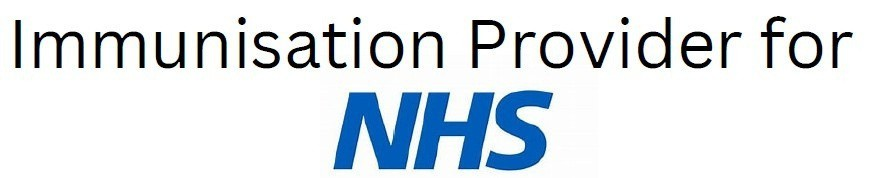 Immunisation Provider for
NHS